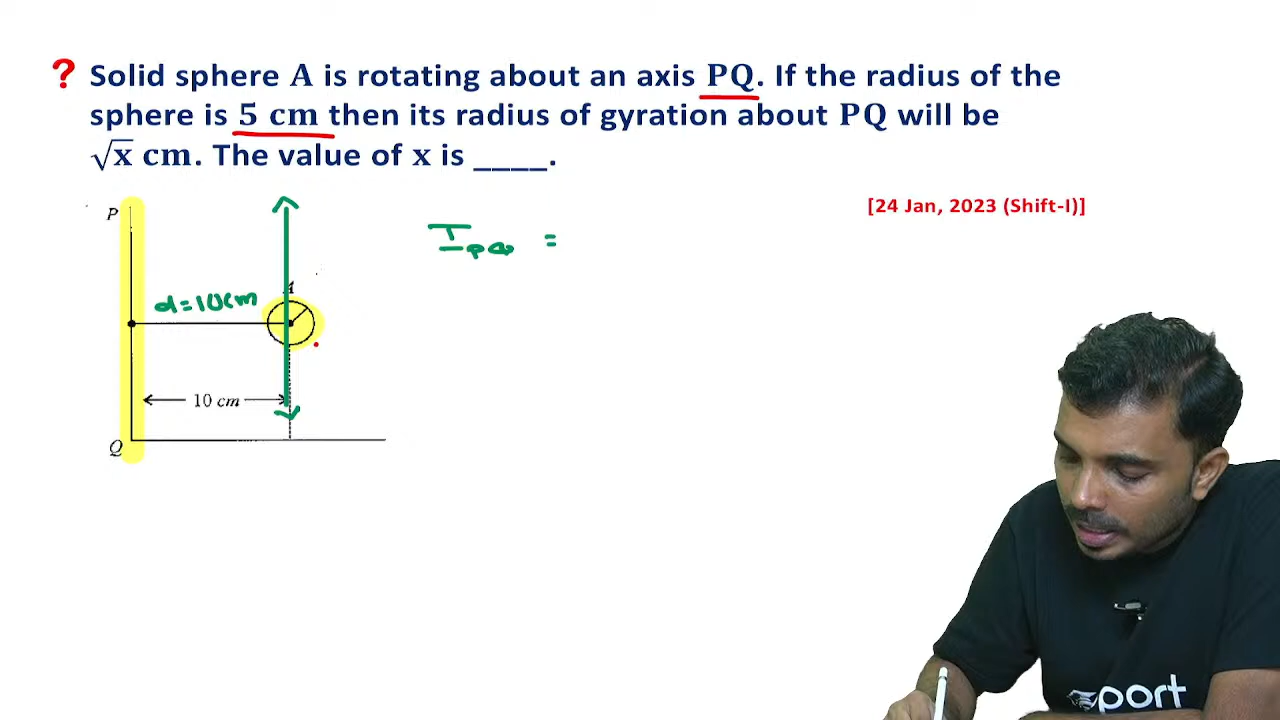 ? Solid sphere A is rotating about an axis PQ. If the radius of the
sphere is 5 cm then its radius of gyration about PQ will be
√x cm. The value of x is ____.
[24 Jan, 2023 (Shift-I)]
P
I_PQ =
A
d=10cm
10 cm
Q
port